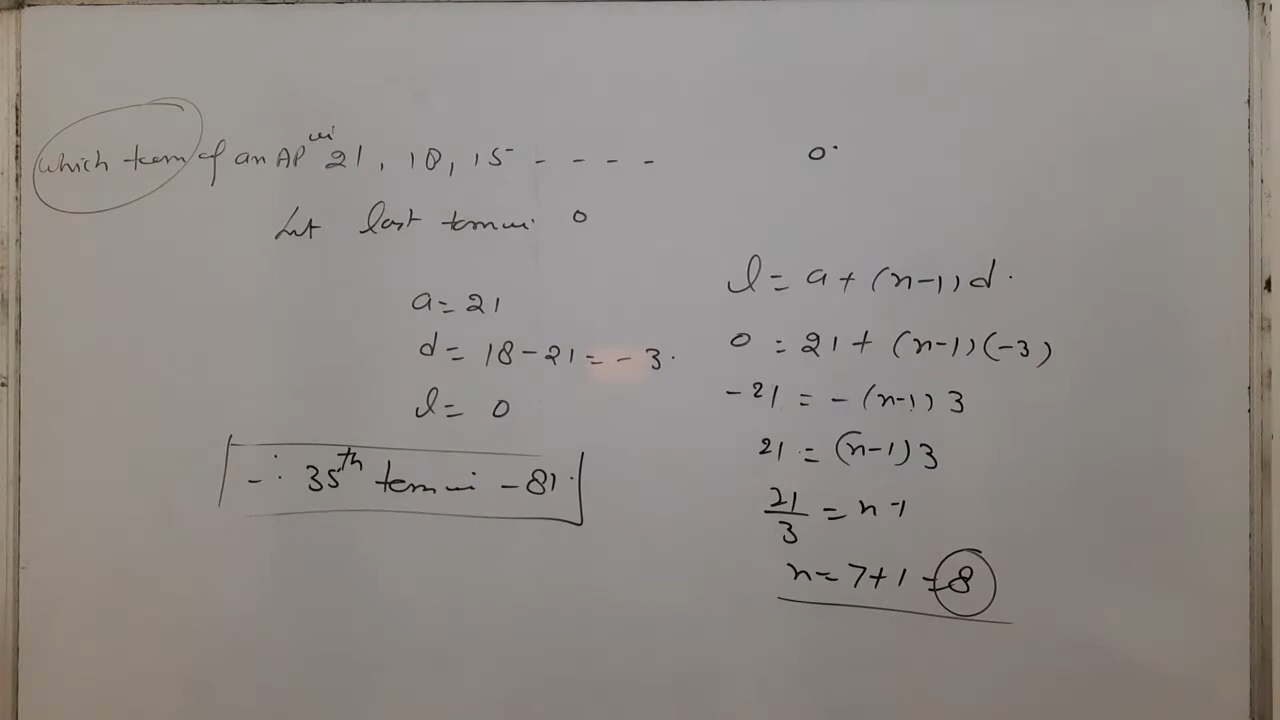 which term of an AP is 21, 18, 15 - - - - 0.
Let last term is 0
a = 21
d = 18 - 21 = - 3.
l = 0
∴ 35th term is - 81.
l = a + (n-1) d.
0 = 21 + (n-1) (-3)
-21 = - (n-1) 3
21 = (n-1) 3
21/3 = n-1
n = 7+1 = 8